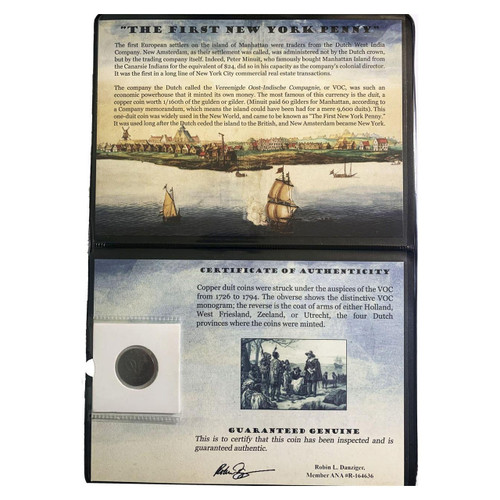 "THE FIRST NEW YORK PENNY"
The first European settlers on the island of Manhattan were traders from the Dutch West India
Company. New Amsterdam, as their settlement was called, was administered not by the Dutch crown,
but by the trading company itself. Indeed, Peter Minuit, who famously bought Manhattan Island from
the Canarsie Indians for the equivalent of $24, did so in his capacity as the company's colonial director.
It was the first in a long line of New York commercial real estate transactions.
The company the Dutch called the Vereenigde Oost-Indische Compagnie, or VOC, was such an
economic powerhouse that it minted its own money. The most famous of this currency is the duit, a
copper coin worth 1/160th of the gulden or gilder. (Minuit paid 60 gilders for Manhattan, according to
a Company memorandum, which means the island could have been had for a mere 9,600 duits). This
one-duit coin was widely used in the New World, and came to be known as "The First New York Penny."
It was used long after the Dutch ceded the island to the British, and New Amsterdam became New York.
CERTIFICATE OF AUTHENTICITY
Copper duit coins were struck under the auspices of the VOC
from 1726 to 1794. The obverse shows the distinctive VOC
monogram; the reverse is the coat of arms of either Holland,
West Friesland, Zeeland, or Utrecht, the four Dutch
provinces where the coins were minted.
GUARANTEED GENUINE
This is to certify that this coin has been inspected and is
guaranteed authentic.
Robin L. Danziger,
Member ANA #R-164636